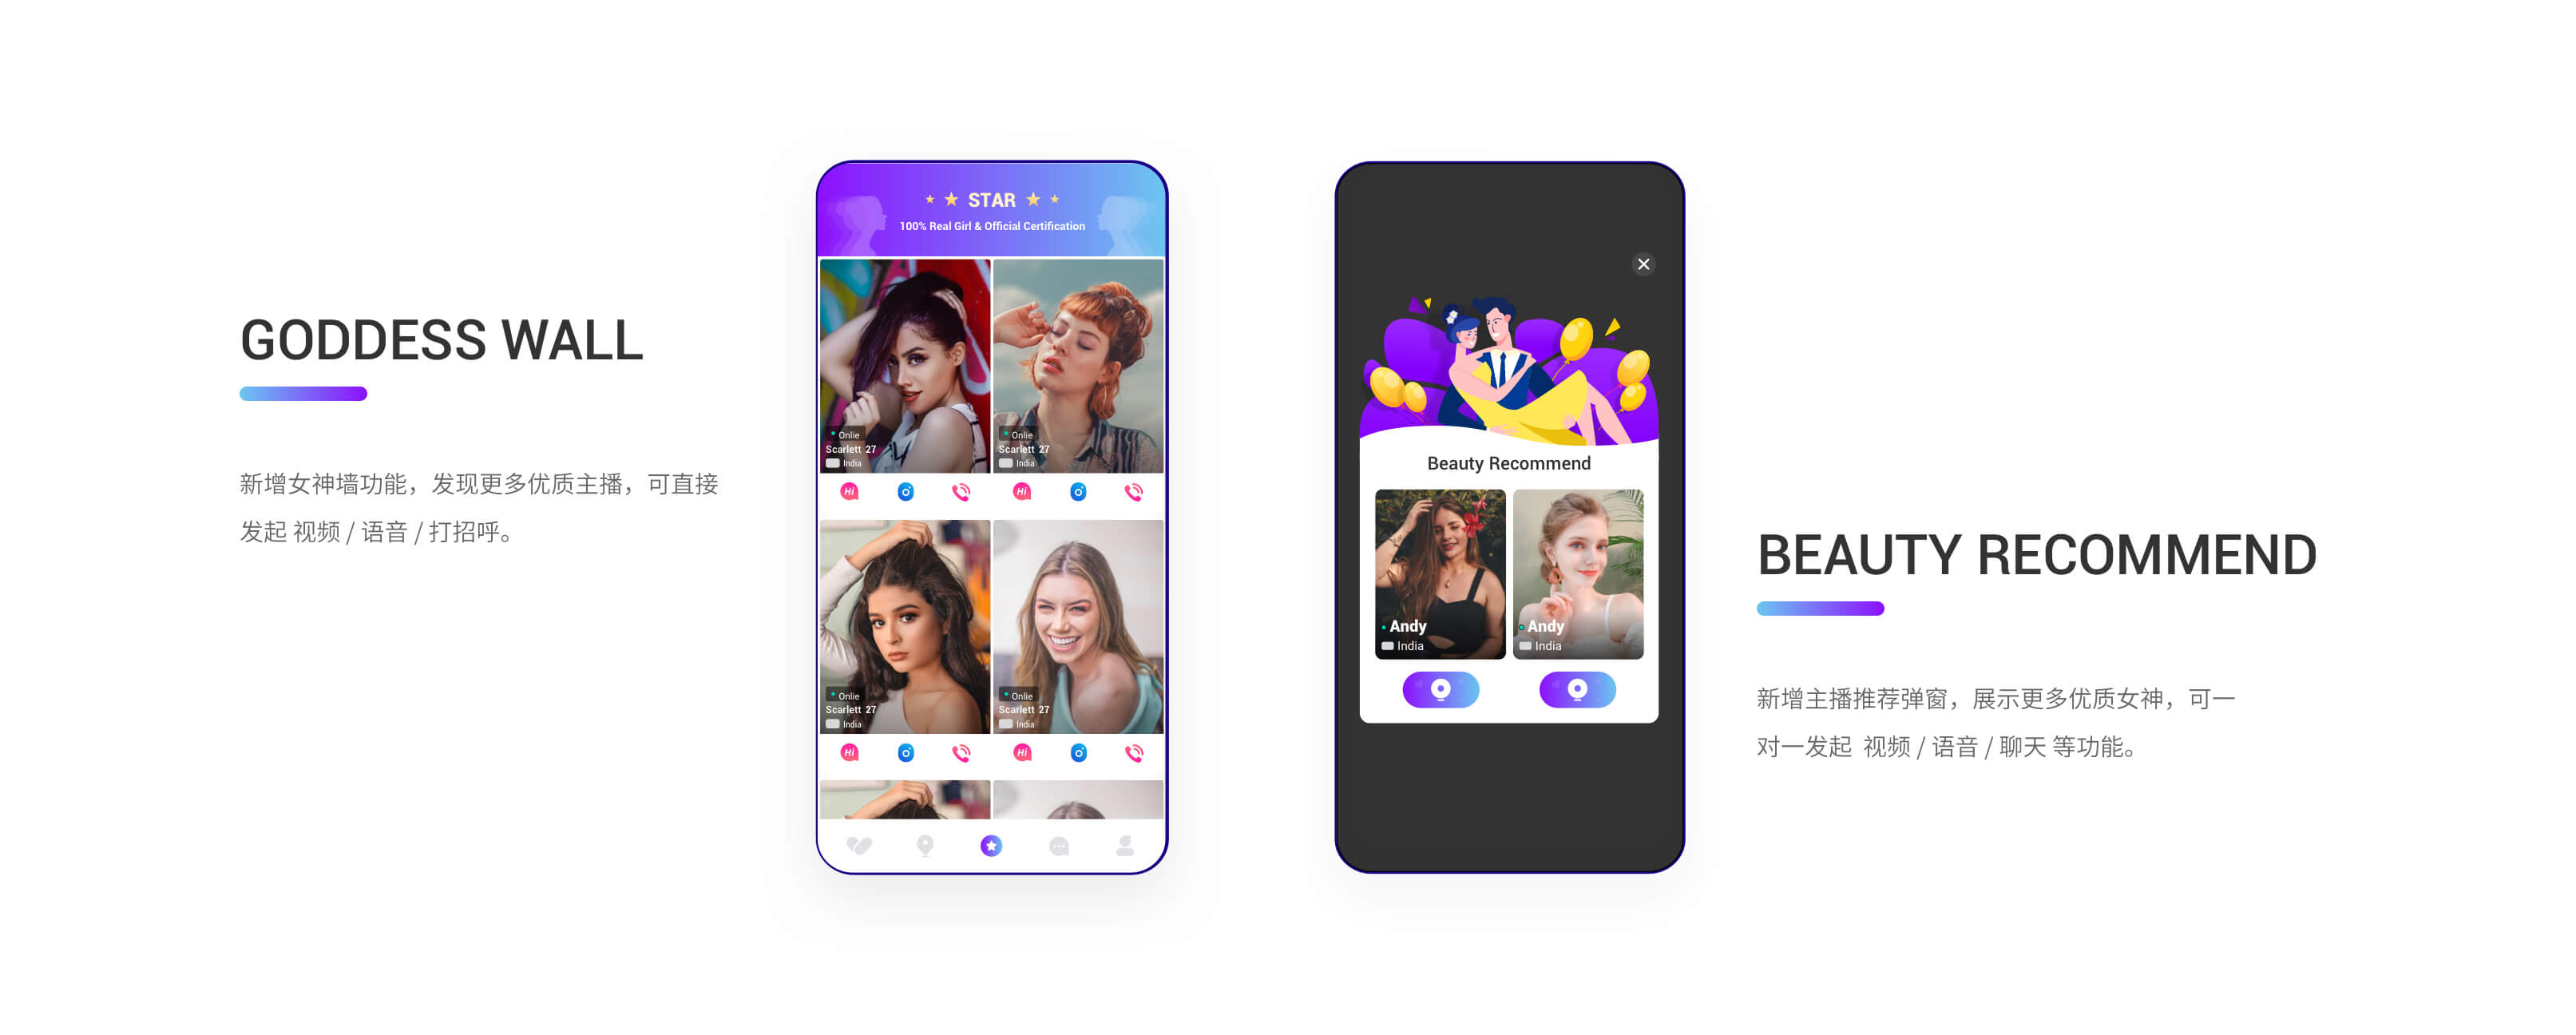 GODDESS WALL
新增女神墙功能，发现更多优质主播，可直接
发起 视频 / 语音 / 打招呼。
STAR
100% Real Girl & Official Certification
Onlie
Scarlett 27
India
Onlie
Scarlett 27
India
Hi
Hi
Onlie
Scarlett 27
India
Onlie
Scarlett 27
India
Hi
Hi
Beauty Recommend
Andy
India
Andy
India
BEAUTY RECOMMEND
新增主播推荐弹窗，展示更多优质女神，可一
对一发起 视频 / 语音 / 聊天 等功能。